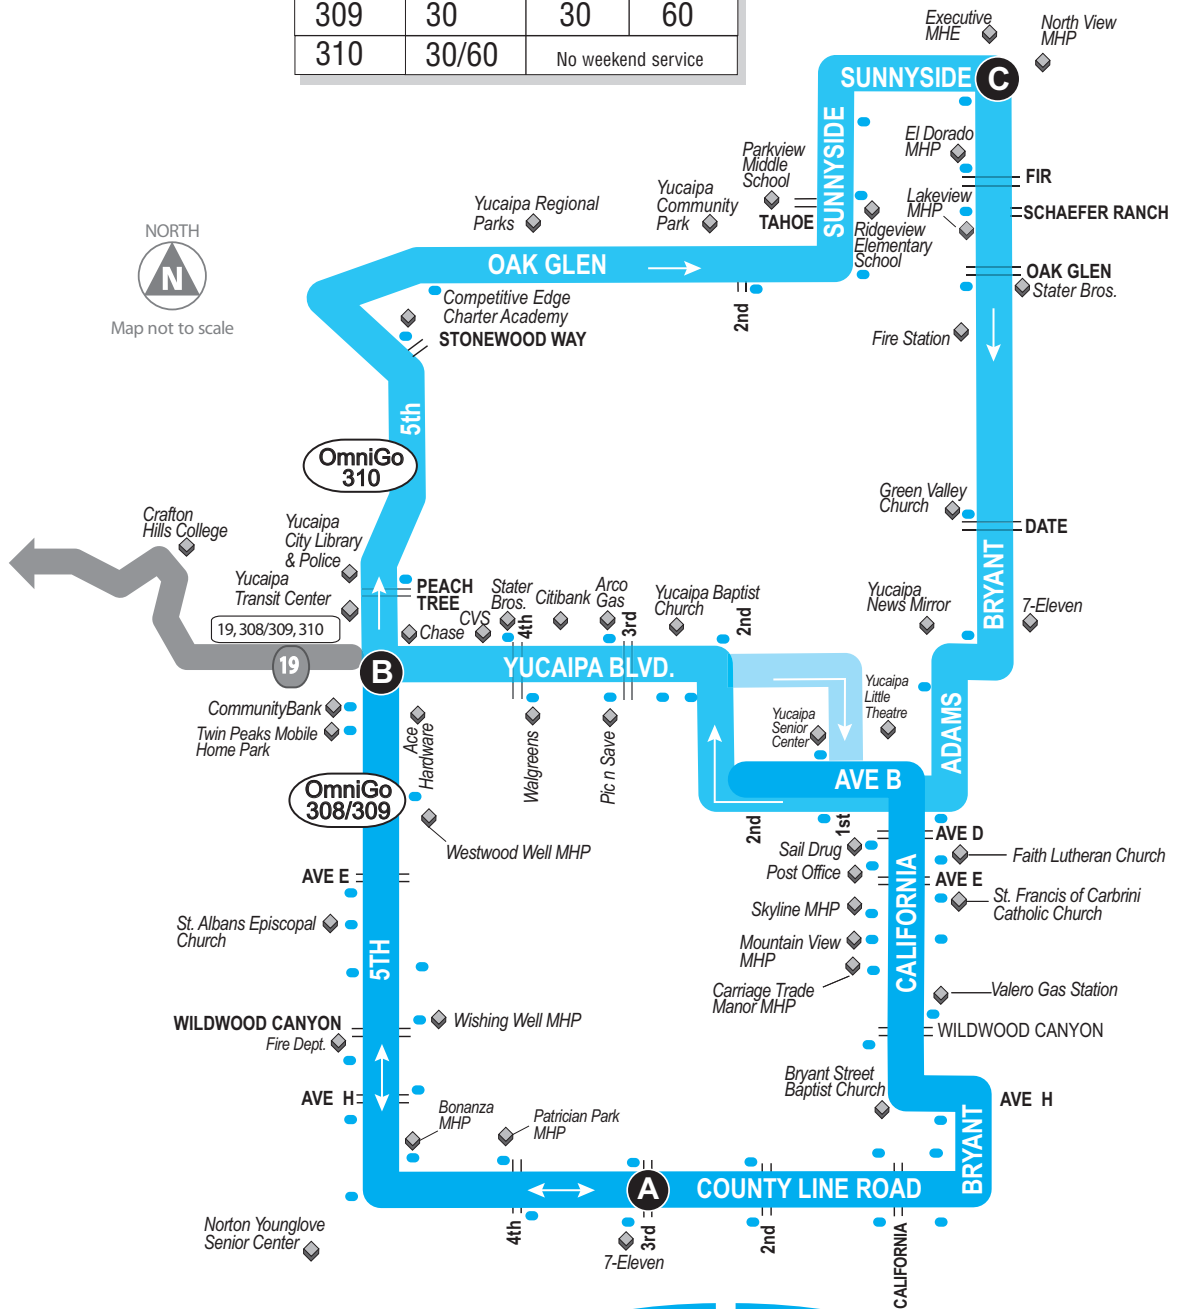 309 30 30 60
310 30/60 No weekend service
Executive
MHE
North View
MHP
SUNNYSIDE
C
SUNNYSIDE
El Dorado
MHP
Parkview
Middle
School
FIR
Yucaipa
Community
Park
Lakeview
MHP
Yucaipa Regional
Parks
TAHOE
SCHAEFER RANCH
NORTH
N
Map not to scale
Ridgeview
Elementary
School
OAK GLEN
OAK GLEN
Stater Bros.
Competitive Edge
Charter Academy
2nd
STONEWOOD WAY
Fire Station
5th
OmniGo
310
Green Valley
Church
Crafton
Hills College
Yucaipa
City Library
& Police
DATE
BRYANT
Yucaipa
Transit Center
PEACH
TREE
Stater
Bros.
Citibank
Arco
Gas
Yucaipa Baptist
Church
Yucaipa
News Mirror
7-Eleven
19, 308/309, 310
Chase
CVS
4th
3rd
2nd
19
B
YUCAIPA BLVD.
CommunityBank
Twin Peaks Mobile
Home Park
Ace
Hardware
Walgreens
Pic n Save
Yucaipa
Senior
Center
Yucaipa
Little
Theatre
ADAMS
OmniGo
308/309
AVE B
2nd
1st
Westwood Well MHP
Sail Drug
AVE D
Faith Lutheran Church
AVE E
Post Office
AVE E
St. Francis of Carbrini
Catholic Church
Skyline MHP
St. Albans Episcopal
Church
CALIFORNIA
Mountain View
MHP
5TH
Carriage Trade
Manor MHP
Valero Gas Station
WILDWOOD CANYON
Wishing Well MHP
WILDWOOD CANYON
Fire Dept.
Bryant Street
Baptist Church
AVE H
AVE H
Bonanza
MHP
Patrician Park
MHP
BRYANT
A
COUNTY LINE ROAD
Norton Younglove
Senior Center
4th
3rd
2nd
CALIFORNIA
7-Eleven